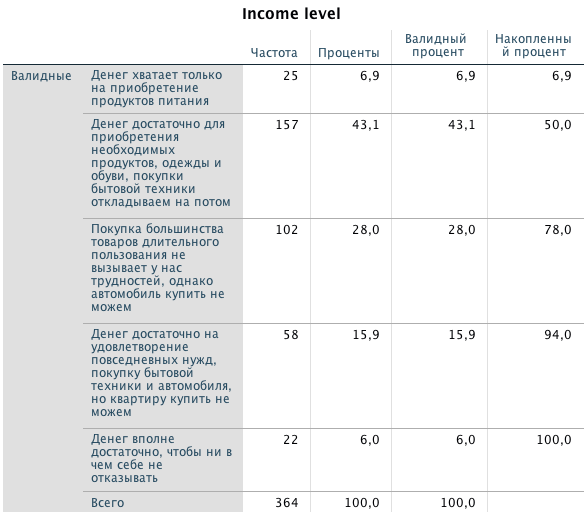 Income level
Частота Проценты Валидный процент Накопленны й процент
Валидные Денег хватает только 25 6,9 6,9 6,9
на приобретение
продуктов питания
Денег достаточно для 157 43,1 43,1 50,0
приобретения
необходимых
продуктов, одежды и
обуви, покупки
бытовой техники
откладываем на потом
Покупка большинства 102 28,0 28,0 78,0
товаров длительного
пользования не
вызывает у нас
трудностей, однако
автомобиль купить не
можем
Денег достаточно на 58 15,9 15,9 94,0
удовлетворение
повседневных нужд,
покупку бытовой
техники и автомобиля,
но квартиру купить не
можем
Денег вполне 22 6,0 6,0 100,0
достаточно, чтобы ни в
чем себе не
отказывать
Всего 364 100,0 100,0